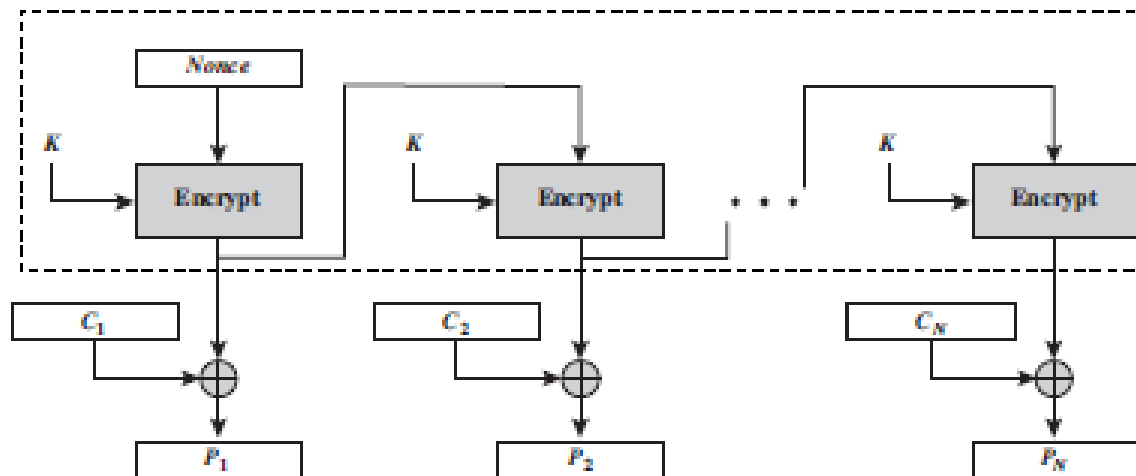 Nonce
K K K
Encrypt Encrypt Encrypt
C1 C2 CN
P1 P2 PN